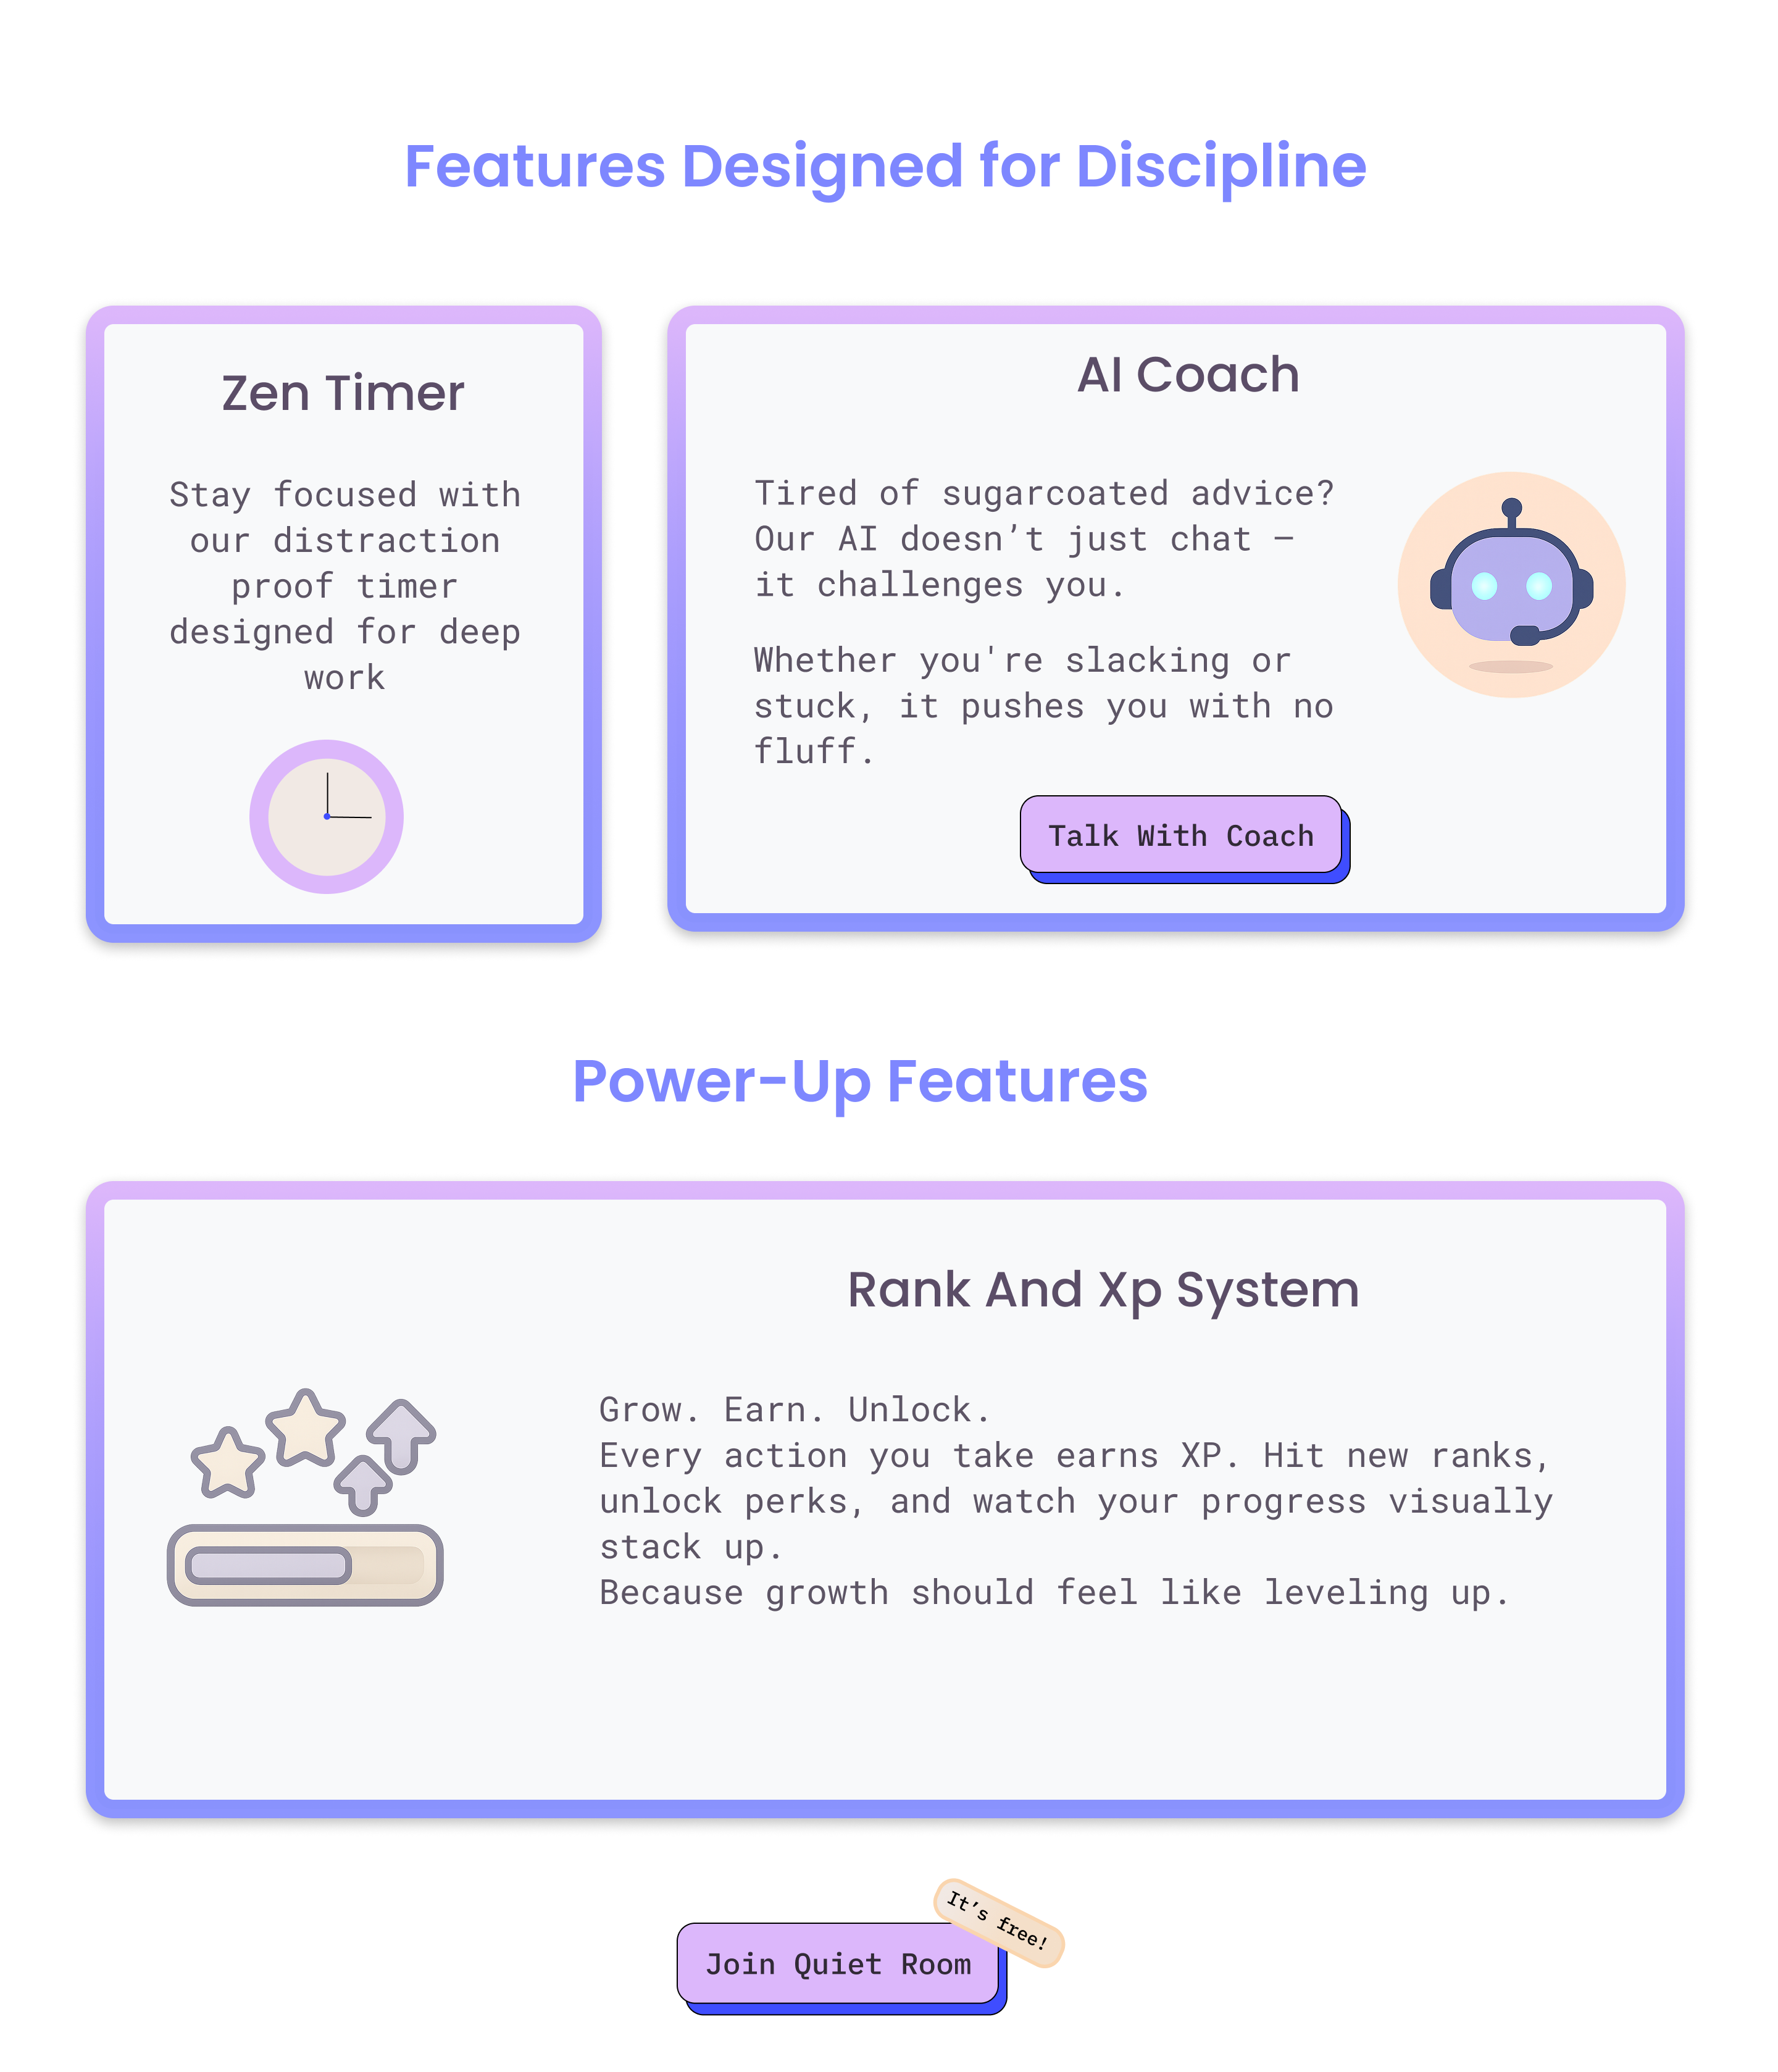 Features Designed for Discipline
Zen Timer
Stay focused with
our distraction
proof timer
designed for deep
work
AI Coach
Tired of sugarcoated advice?
Our AI doesn’t just chat —
it challenges you.
Whether you're slacking or
stuck, it pushes you with no
fluff.
Talk With Coach
Power-Up Features
Rank And Xp System
Grow. Earn. Unlock.
Every action you take earns XP. Hit new ranks,
unlock perks, and watch your progress visually
stack up.
Because growth should feel like leveling up.
It’s free!
Join Quiet Room